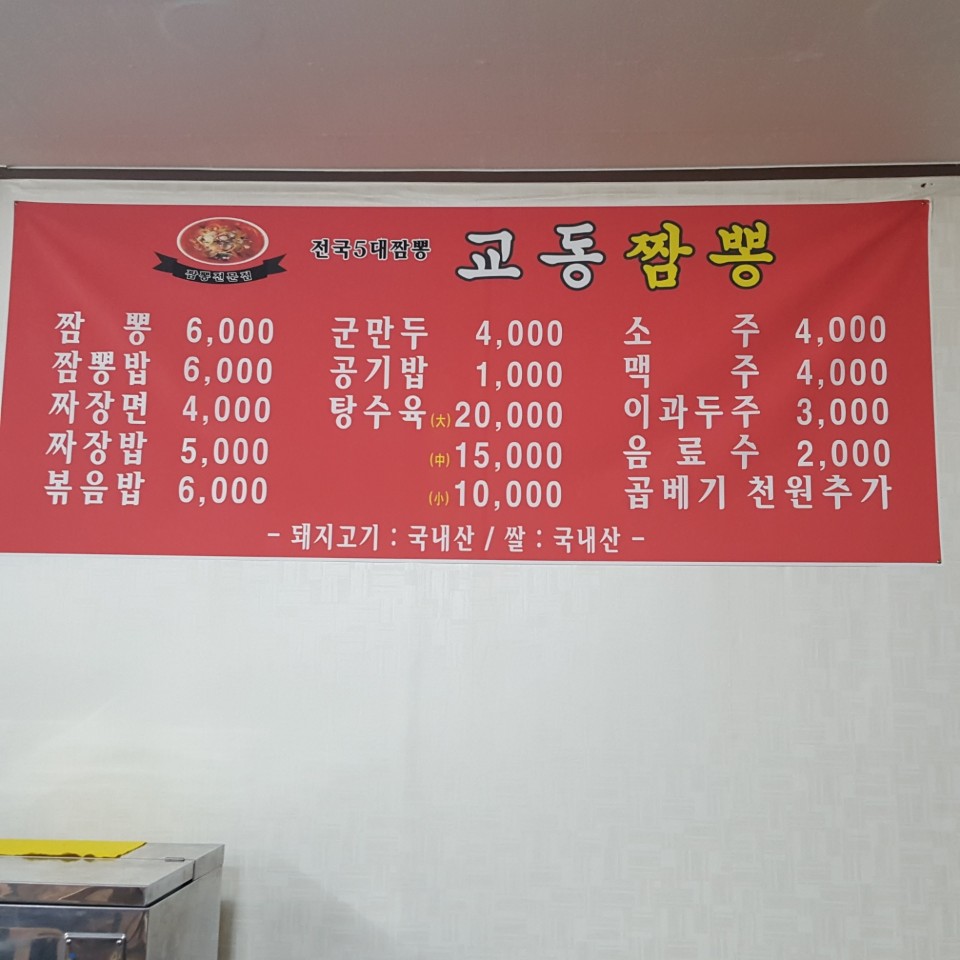 짬뽕전문점
전국5대짬뽕 교동짬뽕
짬 뽕 6,000 군만두 4,000 소 주 4,000
짬뽕밥 6,000 공기밥 1,000 맥 주 4,000
짜장면 4,000 탕수육(大)20,000 이과두주 3,000
짜장밥 5,000 (中)15,000 음료수 2,000
볶음밥 6,000 (小)10,000 곱베기 천원추가
- 돼지고기 : 국내산 / 쌀 : 국내산 -